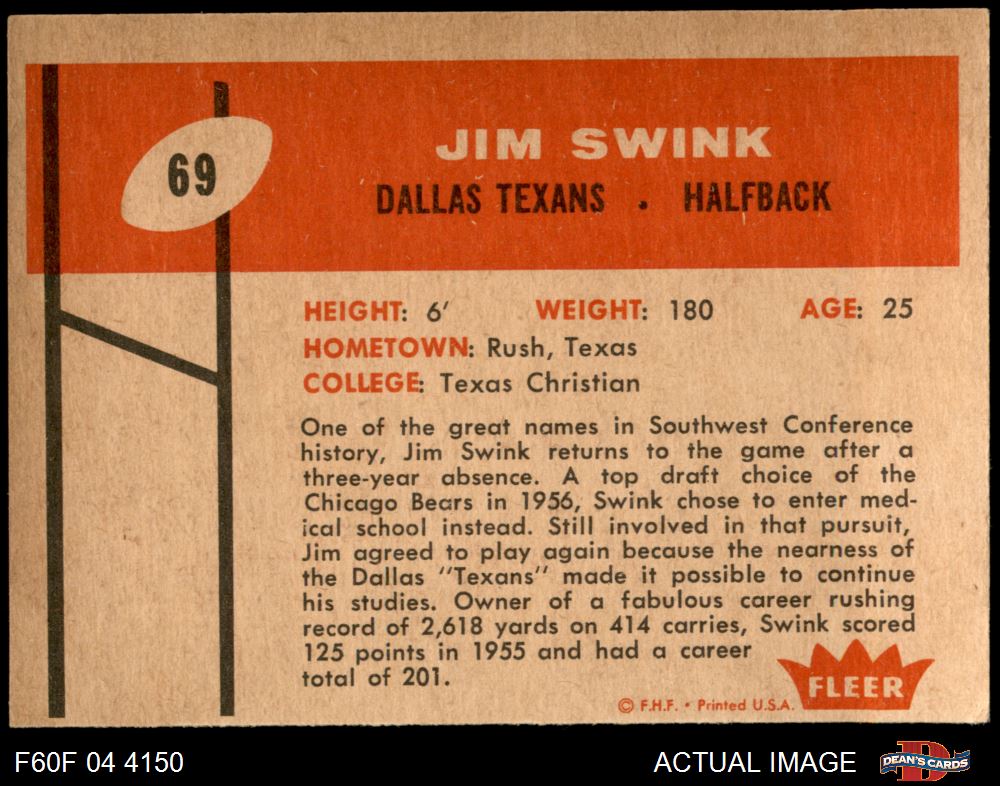 69
JIM SWINK
DALLAS TEXANS . HALFBACK
HEIGHT: 6' WEIGHT: 180 AGE: 25
HOMETOWN: Rush, Texas
COLLEGE: Texas Christian
One of the great names in Southwest Conference
history, Jim Swink returns to the game after a
three-year absence. A top draft choice of the
Chicago Bears in 1956, Swink chose to enter med-
ical school instead. Still involved in that pursuit,
Jim agreed to play again because the nearness of
the Dallas "Texans" made it possible to continue
his studies. Owner of a fabulous career rushing
record of 2,618 yards on 414 carries, Swink scored
125 points in 1955 and had a career
total of 201.
FLEER
© F.H.F. • Printed U.S.A.
F60F 04 4150
ACTUAL IMAGE
D
DEAN'S CARDS